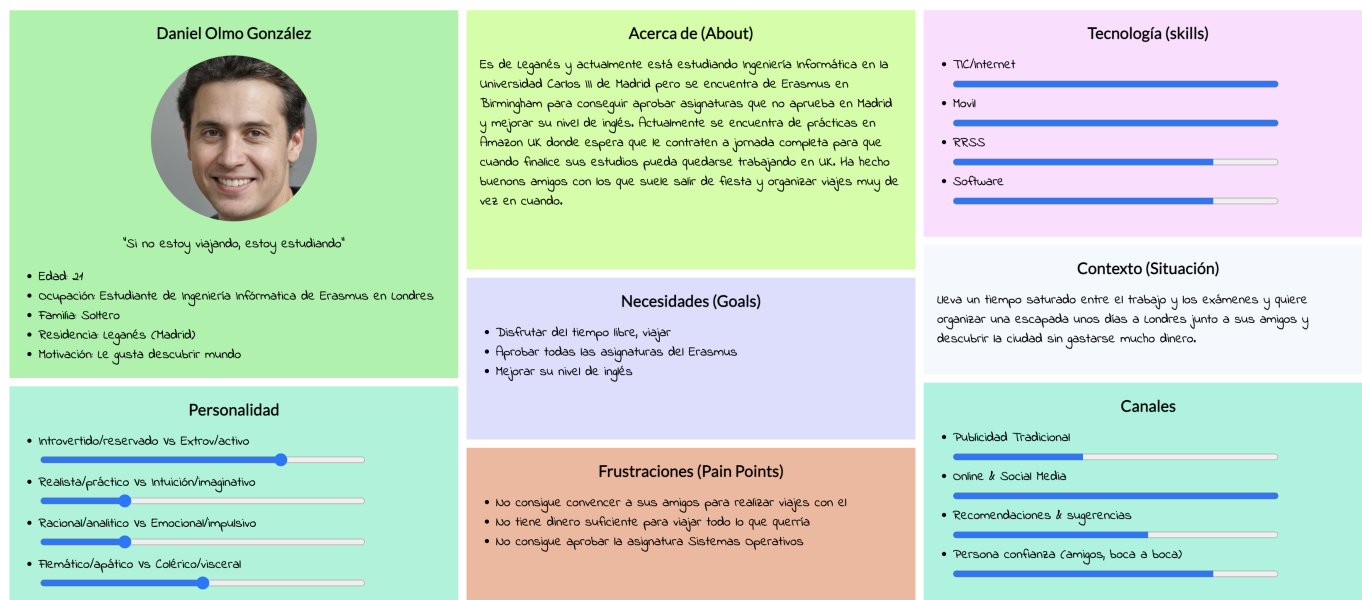 Daniel Olmo González
"Si no estoy viajando, estoy estudiando"
Edad: 21
Ocupación: Estudiante de Ingeniería Infórmatica de Erasmus en Londres
Familia: Soltero
Residencia: Leganés (Madrid)
Motivación: Le gusta descubrir mundo
Personalidad
Introvertido/reservado Vs Extrov/activo
Realista/práctico Vs Intuición/imaginativo
Racional/analítico Vs Emocional/impulsivo
Flemático/apático Vs Colérico/visceral
Acerca de (About)
Es de Leganés y actualmente está estudiando Ingeniería Informática en la
Universidad Carlos III de Madrid pero se encuentra de Erasmus en
Birmingham para conseguir aprobar asignaturas que no aprueba en Madrid
y mejorar su nivel de inglés. Actualmente se encuentra de prácticas en
Amazon UK donde espera que le contraten a jornada completa para que
cuando finalice sus estudios pueda quedarse trabajando en UK. Ha hecho
buenons amigos con los que suele salir de fiesta y organizar viajes muy de
vez en cuando.
Necesidades (Goals)
Disfrutar del tiempo libre, viajar
Aprobar todas las asignaturas del Erasmus
Mejorar su nivel de inglés
Frustraciones (Pain Points)
No consigue convencer a sus amigos para realizar viajes con el
No tiene dinero suficiente para viajar todo lo que querría
No consigue aprobar la asignatura Sistemas Operativos
Tecnología (skills)
TIC/Internet
Movil
RRSS
Software
Contexto (Situación)
Lleva un tiempo saturado entre el trabajo y los exámenes y quiere
organizar una escapada unos días a Londres junto a sus amigos y
descubrir la ciudad sin gastarse mucho dinero.
Canales
Publicidad Tradicional
Online & Social Media
Recomendaciones & sugerencias
Persona confianza (amigos, boca a boca)